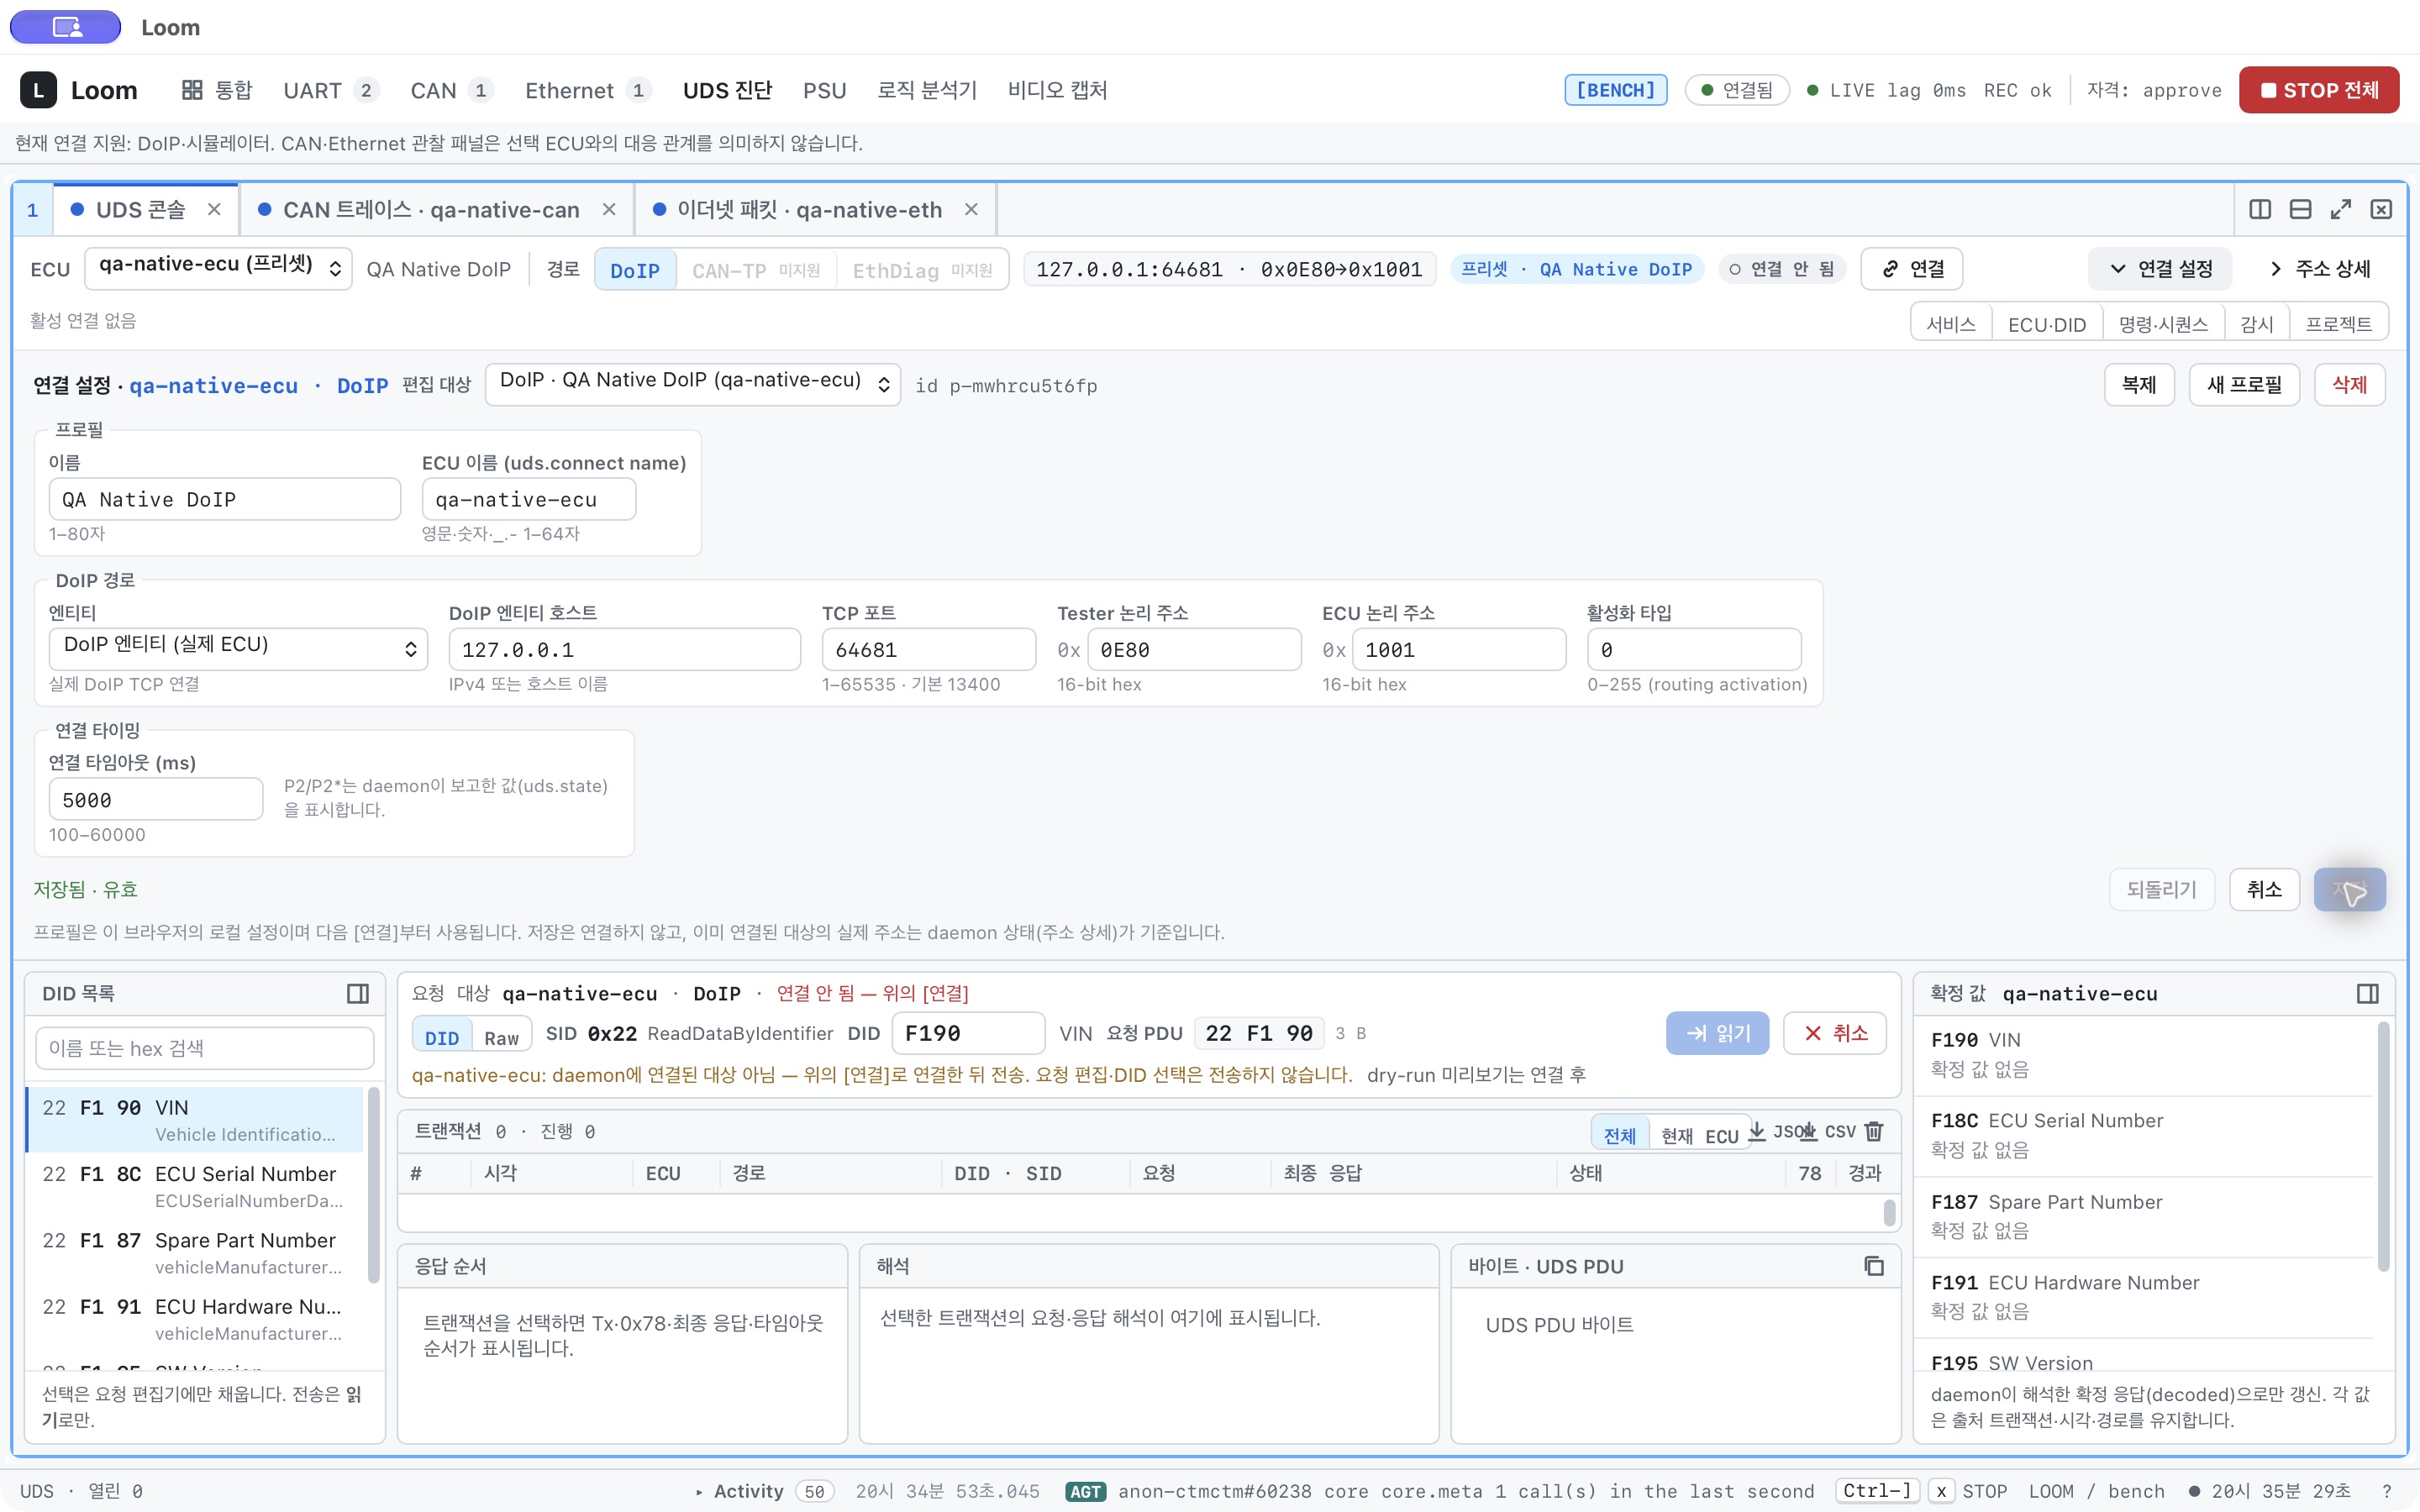 Loom
L Loom 통합 UART 2 CAN 1 Ethernet 1 UDS 진단 PSU 로직 분석기 비디오 캡처 [BENCH] 연결됨 LIVE lag 0ms REC ok 자격: approve STOP 전체
현재 연결 지원: DoIP·시뮬레이터. CAN·Ethernet 관찰 패널은 선택 ECU와의 대응 관계를 의미하지 않습니다.
1 UDS 콘솔 CAN 트레이스 · qa-native-can 이더넷 패킷 · qa-native-eth
ECU qa-native-ecu (프리셋) QA Native DoIP 경로 DoIP CAN-TP 미지원 EthDiag 미지원 127.0.0.1:64681 · 0x0E80→0x1001 프리셋 · QA Native DoIP 연결 안 됨 연결 연결 설정 주소 상세
활성 연결 없음 서비스 ECU·DID 명령·시퀀스 감시 프로젝트
연결 설정 · qa-native-ecu · DoIP 편집 대상 DoIP · QA Native DoIP (qa-native-ecu) id p-mwhrcu5t6fp 복제 새 프로필 삭제
프로필
이름 ECU 이름 (uds.connect name)
QA Native DoIP qa-native-ecu
1–80자 영문·숫자·_.- 1–64자
DoIP 경로
엔티티 DoIP 엔티티 호스트 TCP 포트 Tester 논리 주소 ECU 논리 주소 활성화 타입
DoIP 엔티티 (실제 ECU) 127.0.0.1 64681 0x 0E80 0x 1001 0
실제 DoIP TCP 연결 IPv4 또는 호스트 이름 1–65535 · 기본 13400 16-bit hex 16-bit hex 0–255 (routing activation)
연결 타이밍
연결 타임아웃 (ms)
5000 P2/P2*는 daemon이 보고한 값(uds.state)
을 표시합니다.
100–60000
저장됨 · 유효 되돌리기 취소
프로필은 이 브라우저의 로컬 설정이며 다음 [연결]부터 사용됩니다. 저장은 연결하지 않고, 이미 연결된 대상의 실제 주소는 daemon 상태(주소 상세)가 기준입니다.
DID 목록
이름 또는 hex 검색
22 F1 90 VIN
Vehicle Identificatio...
22 F1 8C ECU Serial Number
ECUSerialNumberDa...
22 F1 87 Spare Part Number
vehicleManufacturer...
22 F1 91 ECU Hardware Nu...
vehicleManufacturer...
22 F1 95 SW Version
선택은 요청 편집기에만 채웁니다. 전송은 읽
기로만.
요청 대상 qa-native-ecu · DoIP · 연결 안 됨 — 위의 [연결]
DID Raw SID 0x22 ReadDataByIdentifier DID F190 VIN 요청 PDU 22 F1 90 3 B 읽기 취소
qa-native-ecu: daemon에 연결된 대상 아님 — 위의 [연결]로 연결한 뒤 전송. 요청 편집·DID 선택은 전송하지 않습니다. dry-run 미리보기는 연결 후
트랜잭션 0 · 진행 0 전체 현재 ECU JSON CSV
# 시각 ECU 경로 DID · SID 요청 최종 응답 상태 78 경과
응답 순서
트랜잭션을 선택하면 Tx·0x78·최종 응답·타임아웃
순서가 표시됩니다.
해석
선택한 트랜잭션의 요청·응답 해석이 여기에 표시됩니다.
바이트 · UDS PDU
UDS PDU 바이트
확정 값 qa-native-ecu
F190 VIN
확정 값 없음
F18C ECU Serial Number
확정 값 없음
F187 Spare Part Number
확정 값 없음
F191 ECU Hardware Number
확정 값 없음
F195 SW Version
daemon이 해석한 확정 응답(decoded)으로만 갱신. 각 값
은 출처 트랜잭션·시각·경로를 유지합니다.
UDS · 열린 0 ▸ Activity 50 20시 34분 53초.045 AGT anon-ctmctm#60238 core core.meta 1 call(s) in the last second Ctrl-] x STOP LOOM / bench 20시 35분 29초 ?